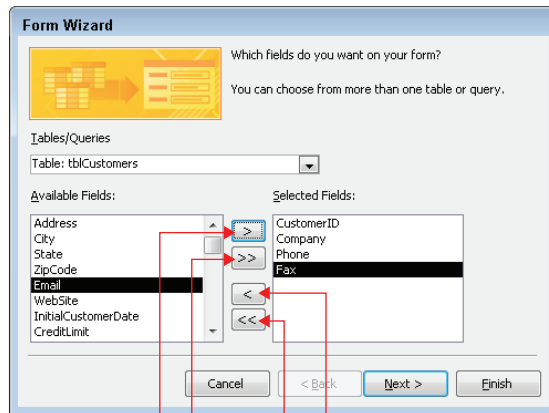 Form Wizard
Which fields do you want on your form?
You can choose from more than one table or query.
Tables/Queries
Table: tblCustomers
Available Fields:
Selected Fields:
Address
City
State
ZipCode
Email
WebSite
InitialCustomerDate
CreditLimit
>
>>
<
<<
CustomerID
Company
Phone
Fax
Cancel
< Back
Next >
Finish